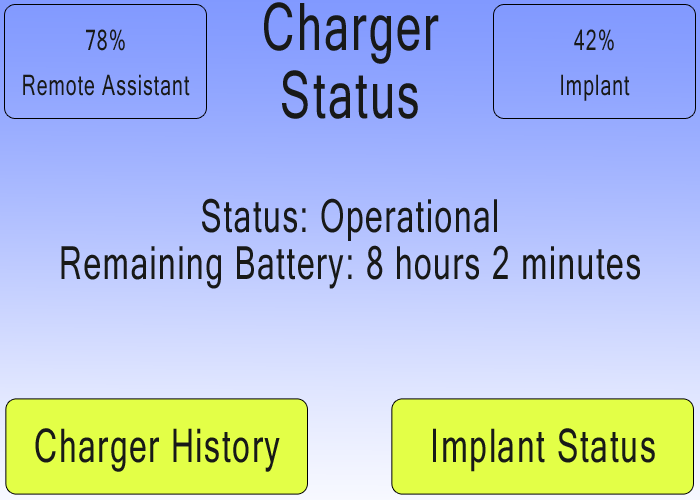 78%
Remote Assistant
Charger
Status
42%
Implant
Status: Operational
Remaining Battery: 8 hours 2 minutes
Charger History
Implant Status